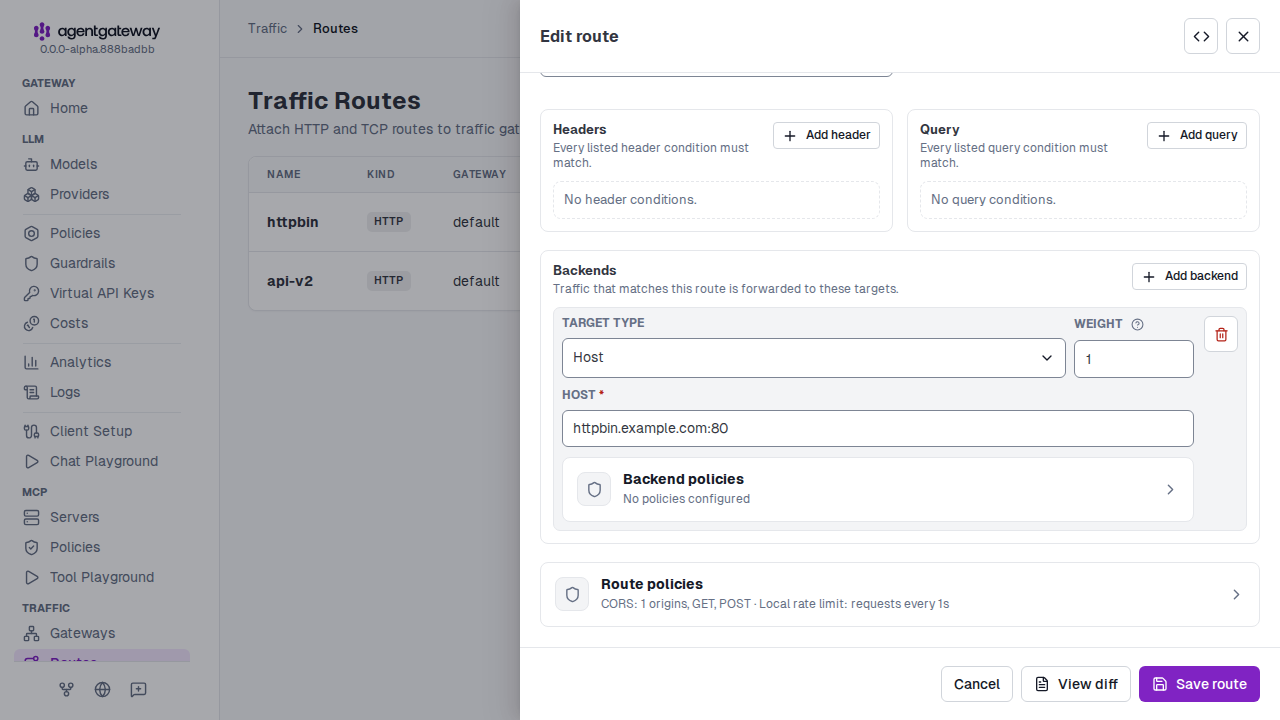 agentgateway
0.0.0-alpha.888badbb
GATEWAY
Home
LLM
Models
Providers
Policies
Guardrails
Virtual API Keys
Costs
Analytics
Logs
Client Setup
Chat Playground
MCP
Servers
Policies
Tool Playground
TRAFFIC
Gateways
Routes
Traffic > Routes
Traffic Routes
Attach HTTP and TCP routes to traffic gat
NAME KIND GATEWAY
httpbin HTTP default
api-v2 HTTP default
Edit route
Headers
Every listed header condition must
match.
Add header
No header conditions.
Query
Every listed query condition must
match.
Add query
No query conditions.
Backends
Traffic that matches this route is forwarded to these targets.
Add backend
TARGET TYPE
Host
WEIGHT
1
HOST *
httpbin.example.com:80
Backend policies
No policies configured
Route policies
CORS: 1 origins, GET, POST · Local rate limit: requests every 1s
Cancel
View diff
Save route